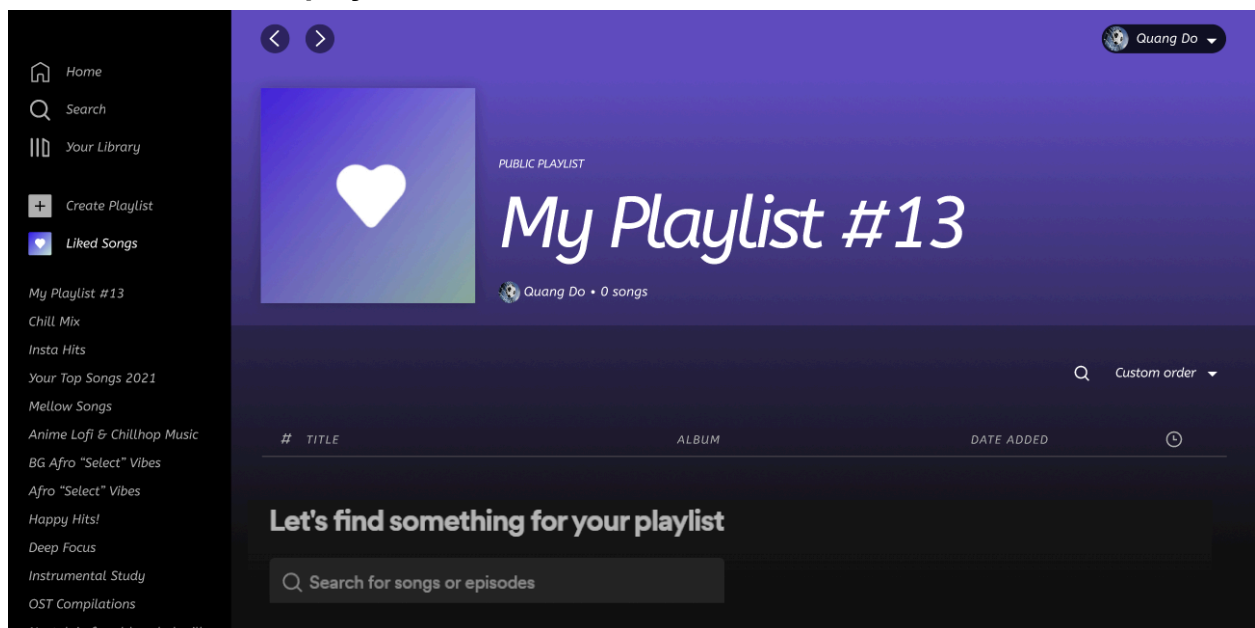 Home
Search
Your Library
Create Playlist
Liked Songs
My Playlist #13
Chill Mix
Insta Hits
Your Top Songs 2021
Mellow Songs
Anime Lofi & Chillhop Music
BG Afro “Select” Vibes
Afro “Select” Vibes
Happy Hits!
Deep Focus
Instrumental Study
OST Compilations
Quang Do
PUBLIC PLAYLIST
My Playlist #13
Quang Do • 0 songs
Custom order
# TITLE ALBUM DATE ADDED
Let's find something for your playlist
Search for songs or episodes